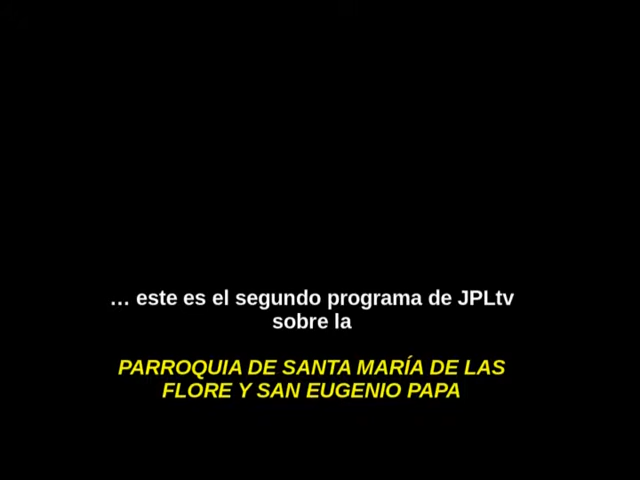 … este es el segundo programa de JPLtv
sobre la
PARROQUIA DE SANTA MARÍA DE LAS
FLORE Y SAN EUGENIO PAPA